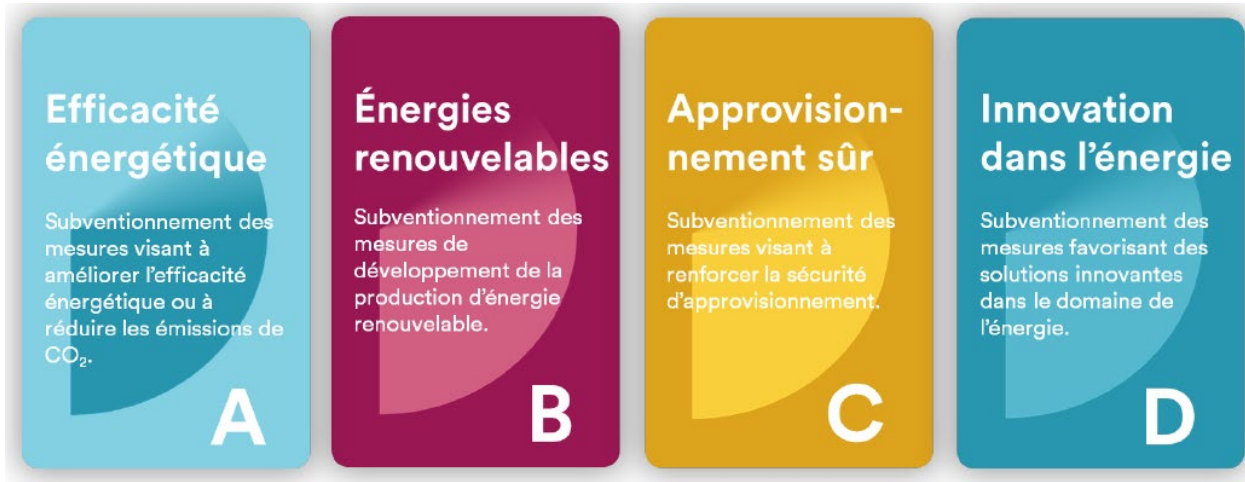 Efficacité
énergétique
Subventionnement des
mesures visant à
améliorer l'efficacité
énergétique ou à
réduire les émissions de
CO₂.
A
Énergies
renouvelables
Subventionnement des
mesures de
développement de la
production d'énergie
renouvelable.
B
Approvision-
nement sûr
Subventionnement des
mesures visant à
renforcer la sécurité
d'approvisionnement.
C
Innovation
dans l'énergie
Subventionnement des
mesures favorisant des
solutions innovantes
dans le domaine de
l'énergie.
D